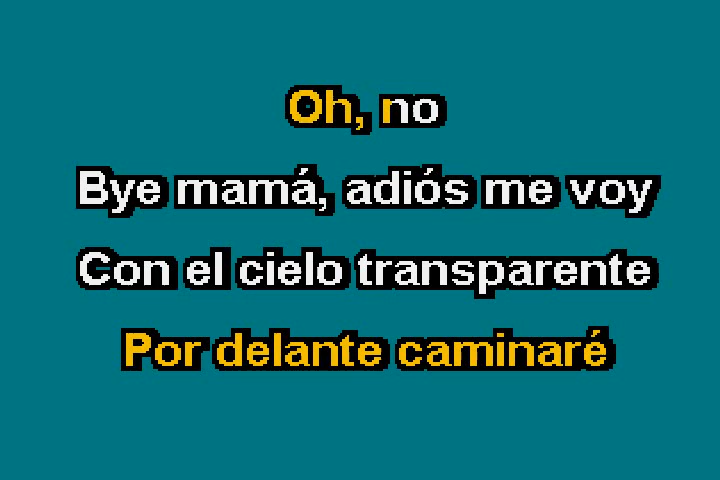 Oh, no
Bye mamá, adiós me voy
Con el cielo transparente
Por delante caminaré